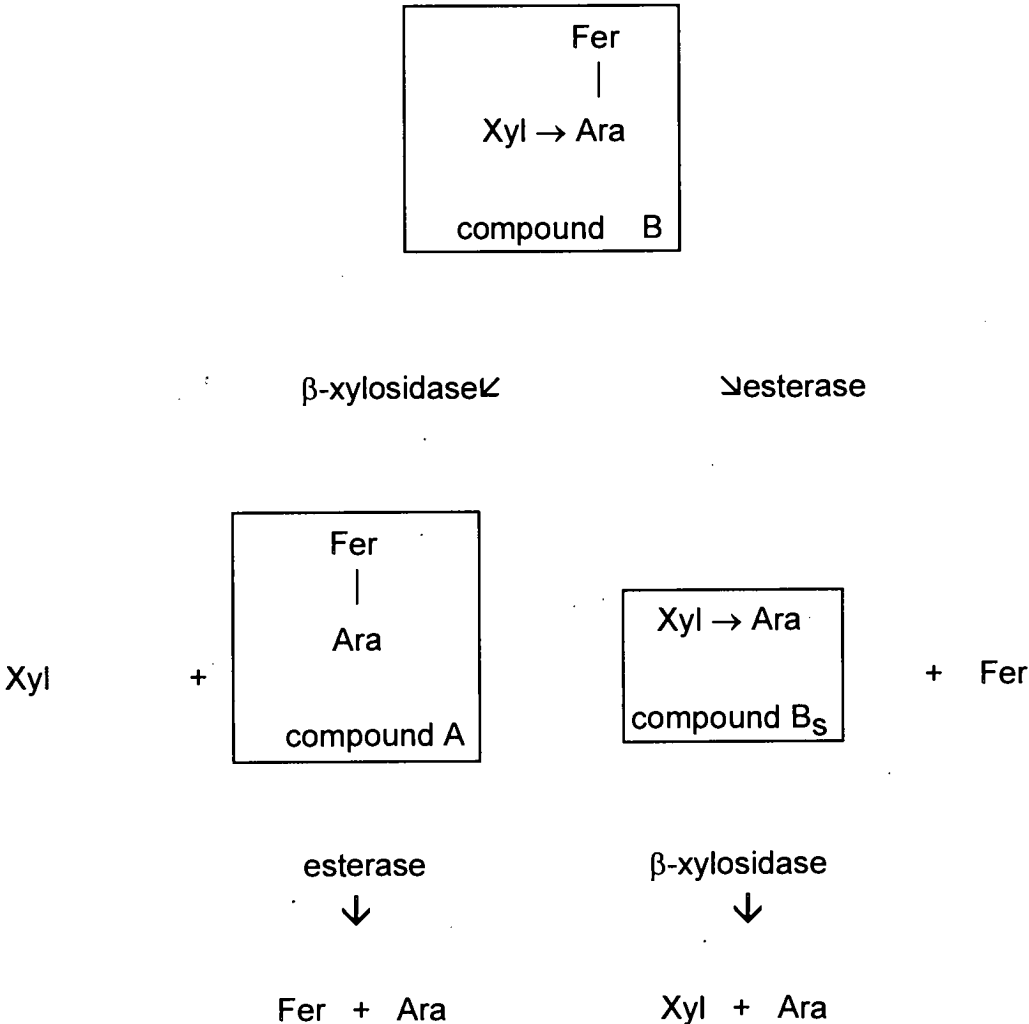 Fer
|
Xyl → Ara
compound B
β-xylosidase↙ ↘esterase
Fer
|
Ara
Xyl → Ara
Xyl + + Fer
compound A compound Bs
esterase β-xylosidase
↓ ↓
Fer + Ara Xyl + Ara